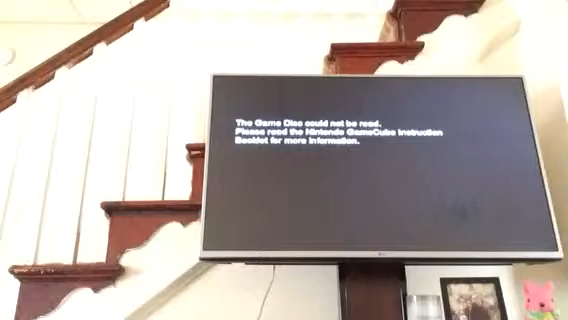 The Game Disc could not be read.
Please read the Nintendo GameCube Instruction
Booklet for more information.